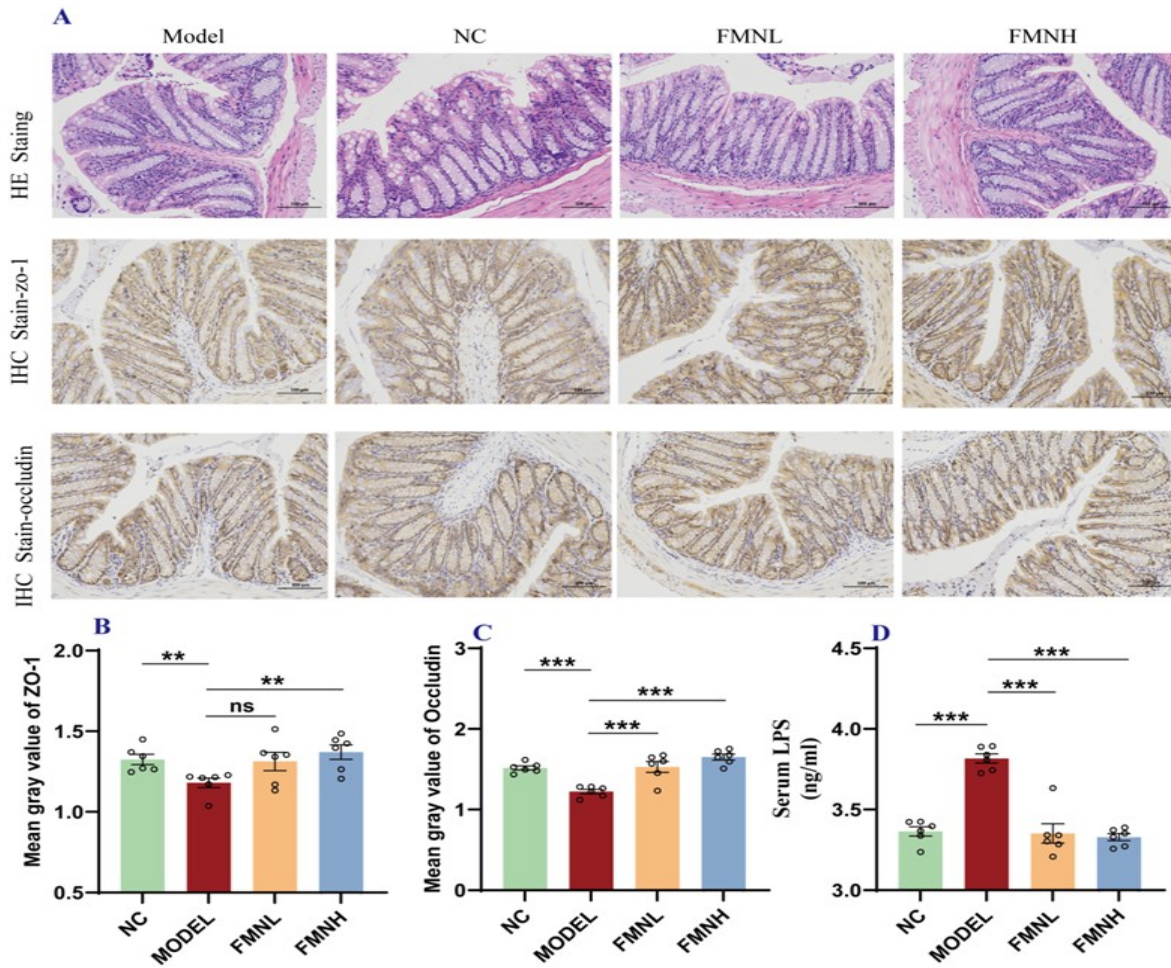 A
Model NC FMNL FMNH
HE Staing
IHC Stain-zo-1
IHC Stain-occludin
B
Mean gray value of ZO-1
2.0
1.5
1.0
0.5
**
**
ns
NC MODEL FMNL FMNH
C
Mean gray value of Occludin
3
2
1
0
***
***
***
NC MODEL FMNL FMNH
D
Serum LPS
(ng/ml)
4.5
4.0
3.5
3.0
***
***
***
NC MODEL FMNL FMNH